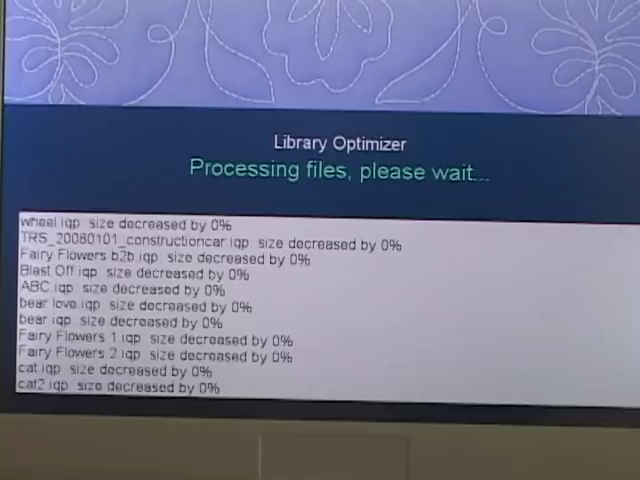 Library Optimizer
Processing files, please wait...
wheel.iqp size decreased by 0%
TRS_20080101_constructioncar.iqp size decreased by 0%
Fairy Flowers b2b.iqp size decreased by 0%
Blast Off.iqp size decreased by 0%
ABC.iqp size decreased by 0%
bear love.iqp size decreased by 0%
bear.iqp size decreased by 0%
Fairy Flowers 1.iqp size decreased by 0%
Fairy Flowers 2.iqp size decreased by 0%
cat.iqp size decreased by 0%
cat2.iqp size decreased by 0%